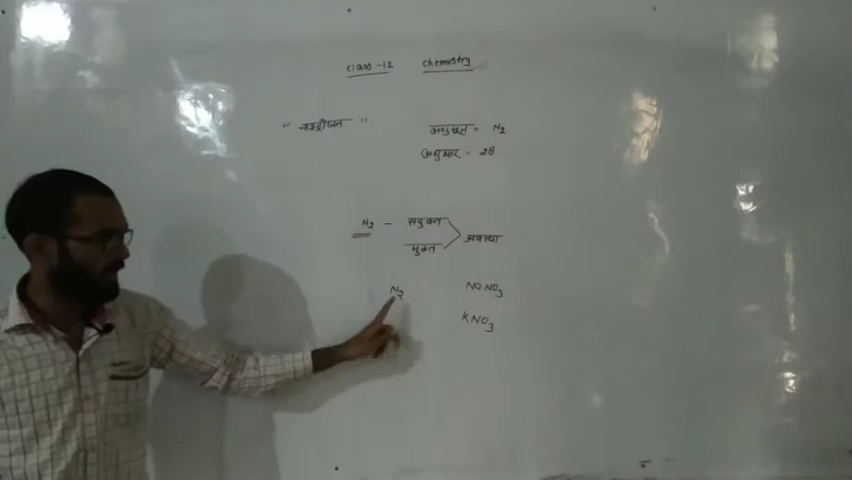 class -12 chemistry
" नाइट्रोजन " अणुसूत्र = N2
अणुभार = 28
N2 - संयुक्त
मुक्त अवस्था
N2 NaNO3
KNO3